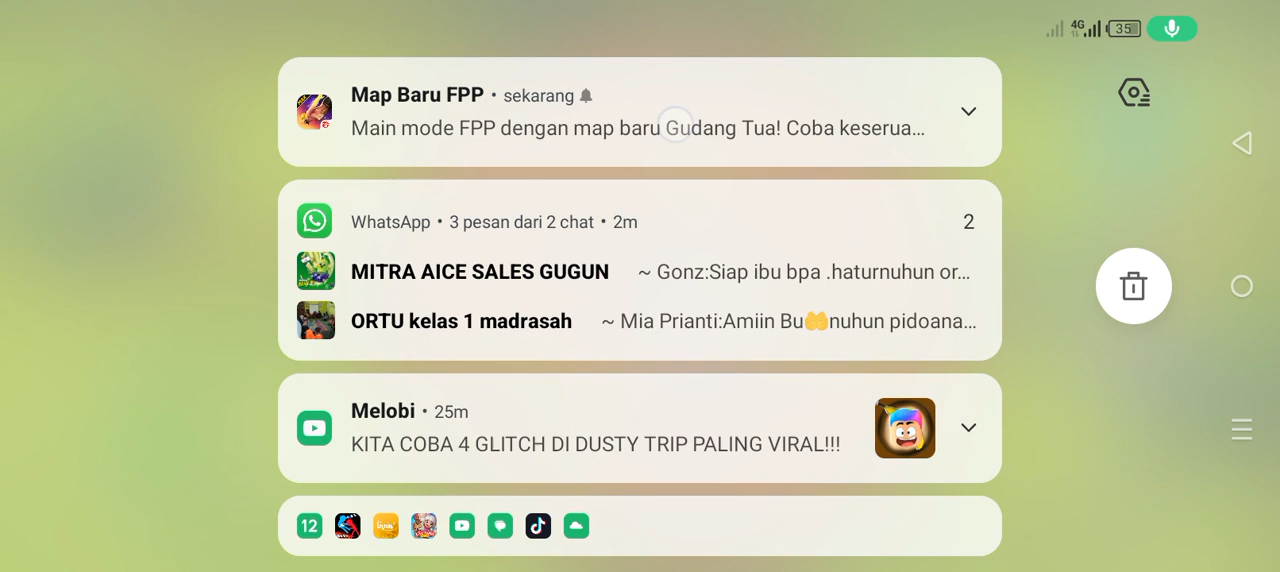 4G 35
Map Baru FPP • sekarang
Main mode FPP dengan map baru Gudang Tua! Coba keserua...
WhatsApp • 3 pesan dari 2 chat • 2m 2
MITRA AICE SALES GUGUN ~ Gonz:Siap ibu bpa .haturnuhun or...
ORTU kelas 1 madrasah ~ Mia Prianti:Amiin Bu🤲nuhun pidoana...
Melobi • 25m
KITA COBA 4 GLITCH DI DUSTY TRIP PALING VIRAL!!!
12